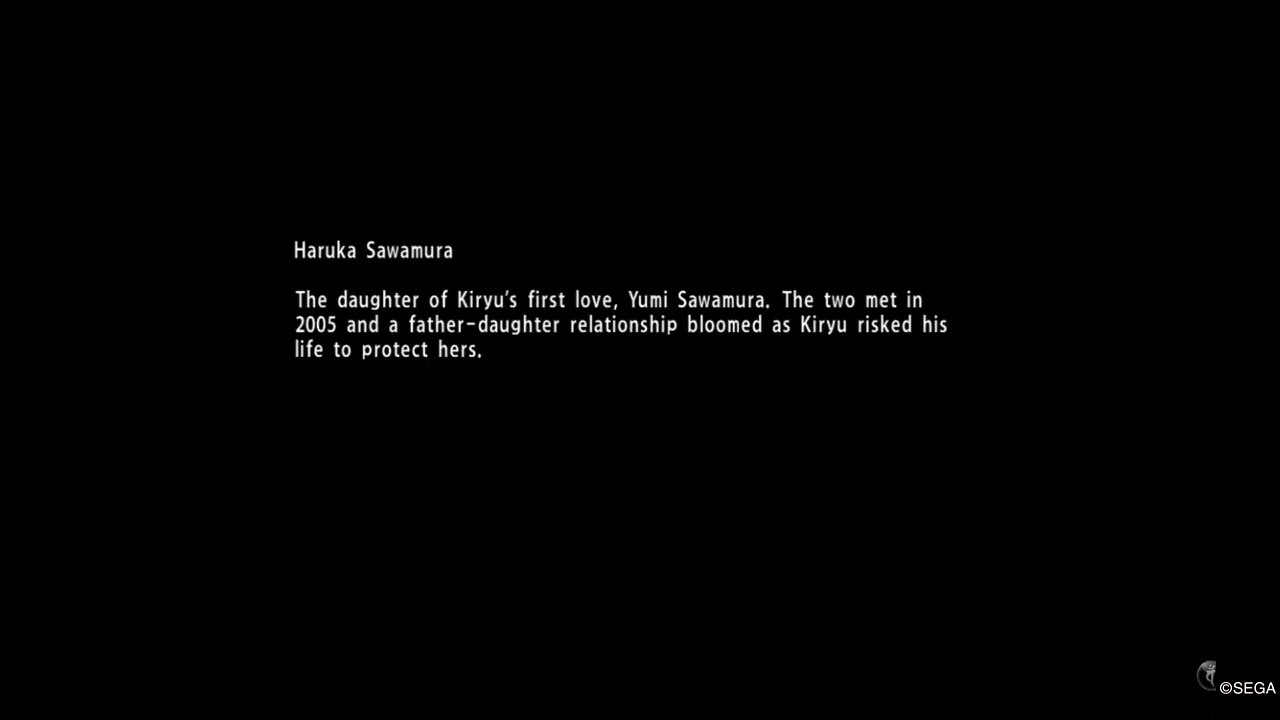 Haruka Sawamura
The daughter of Kiryu's first love, Yumi Sawamura. The two met in
2005 and a father-daughter relationship bloomed as Kiryu risked his
life to protect hers.
©SEGA